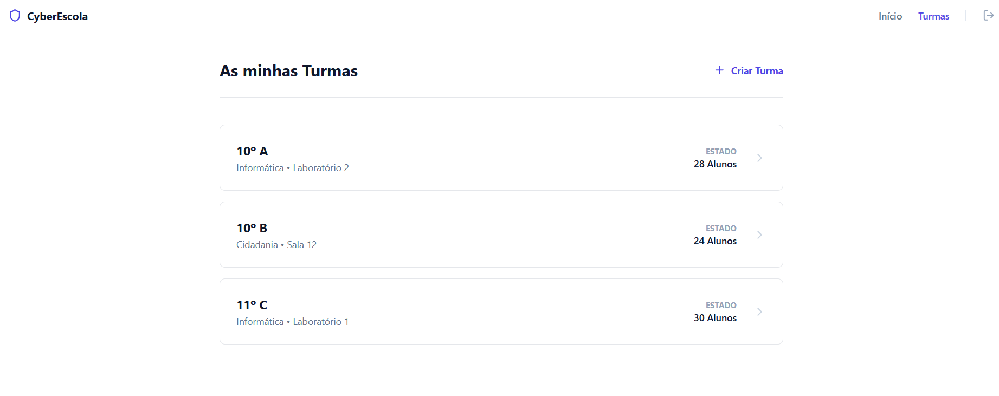 CyberEscola
Início
Turmas
As minhas Turmas
+ Criar Turma
10º A
Informática • Laboratório 2
ESTADO
28 Alunos
10º B
Cidadania • Sala 12
ESTADO
24 Alunos
11º C
Informática • Laboratório 1
ESTADO
30 Alunos